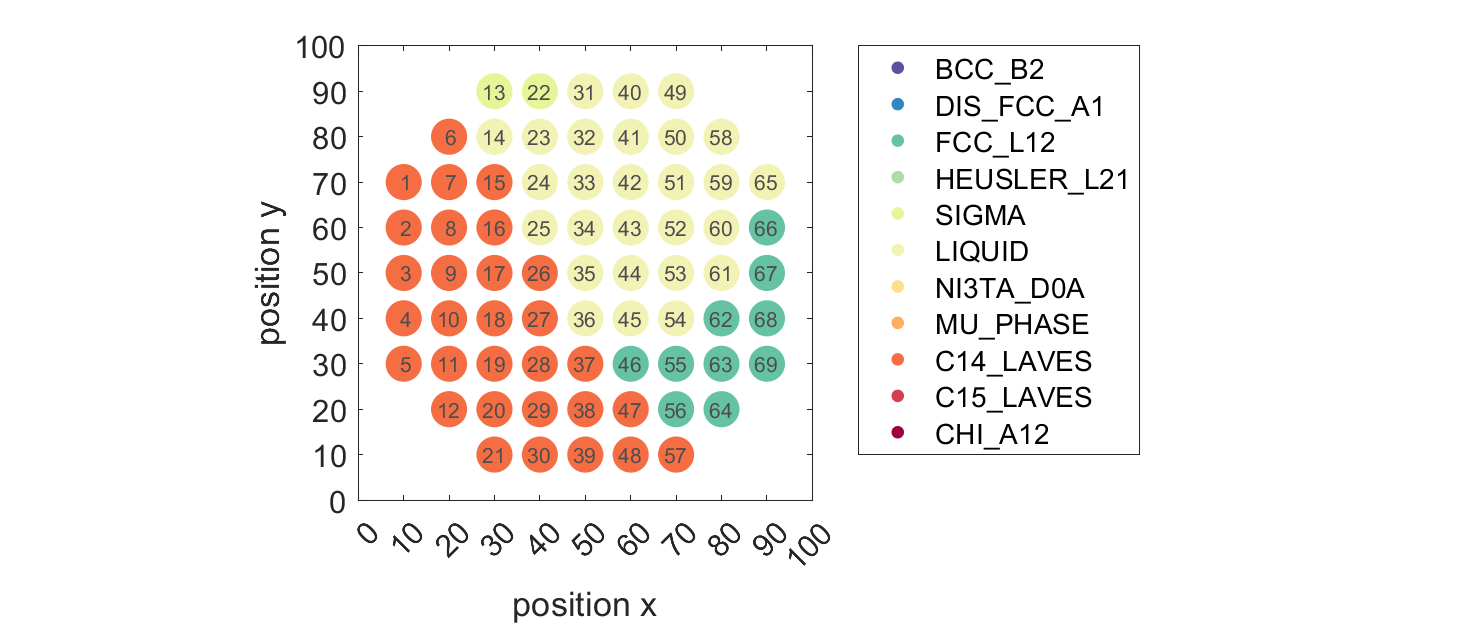 100
90
80
70
60
50
40
30
20
10
0
position y
13 22 31 40 49
6 14 23 32 41 50 58
1 7 15 24 33 42 51 59 65
2 8 16 25 34 43 52 60 66
3 9 17 26 35 44 53 61 67
4 10 18 27 36 45 54 62 68
5 11 19 28 37 46 55 63 69
12 20 29 38 47 56 64
21 30 39 48 57
0 10 20 30 40 50 60 70 80 90 100
position x
BCC_B2
DIS_FCC_A1
FCC_L12
HEUSLER_L21
SIGMA
LIQUID
NI3TA_D0A
MU_PHASE
C14_LAVES
C15_LAVES
CHI_A12